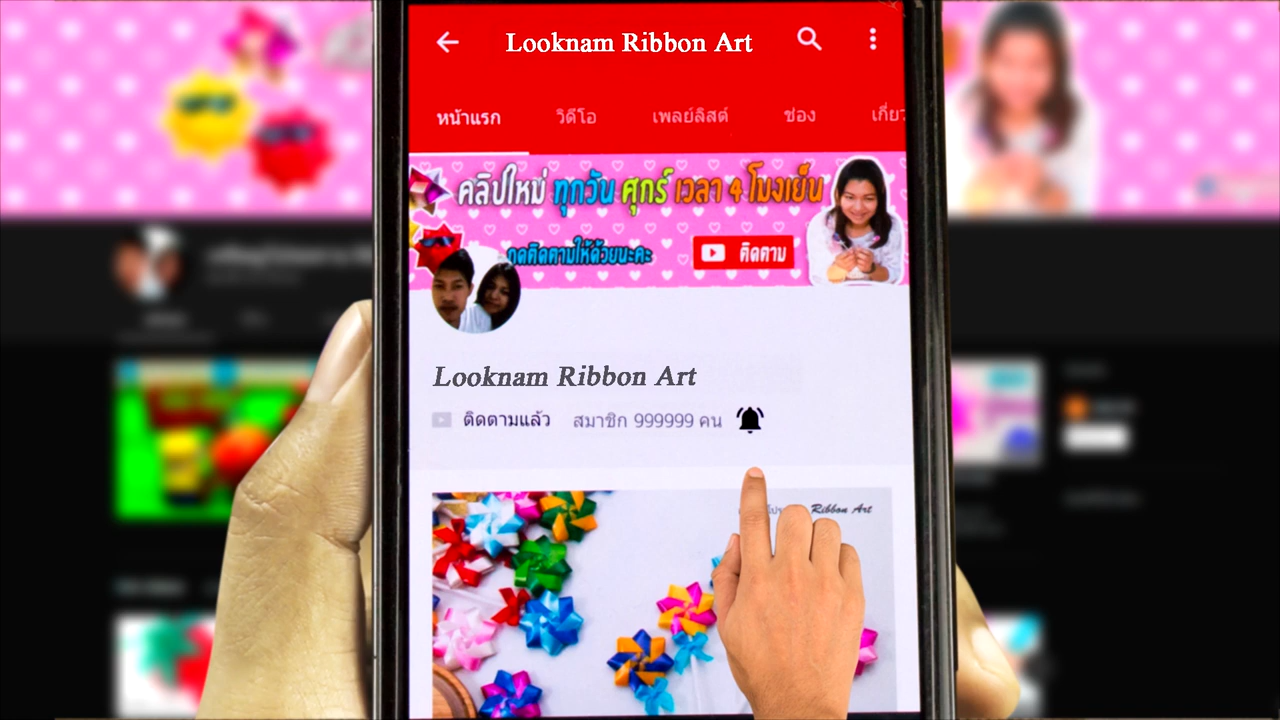 Looknam Ribbon Art
หน้าแรก วิดีโอ เพลย์ลิสต์ ช่อง เกี่ยว
คลิปใหม่ ทุกวัน ศุกร์ เวลา 4 โมงเย็น
กดติดตามให้ด้วยนะคะ ติดตาม
Looknam Ribbon Art
ติดตามแล้ว สมาชิก 999999 คน
Ribbon Art